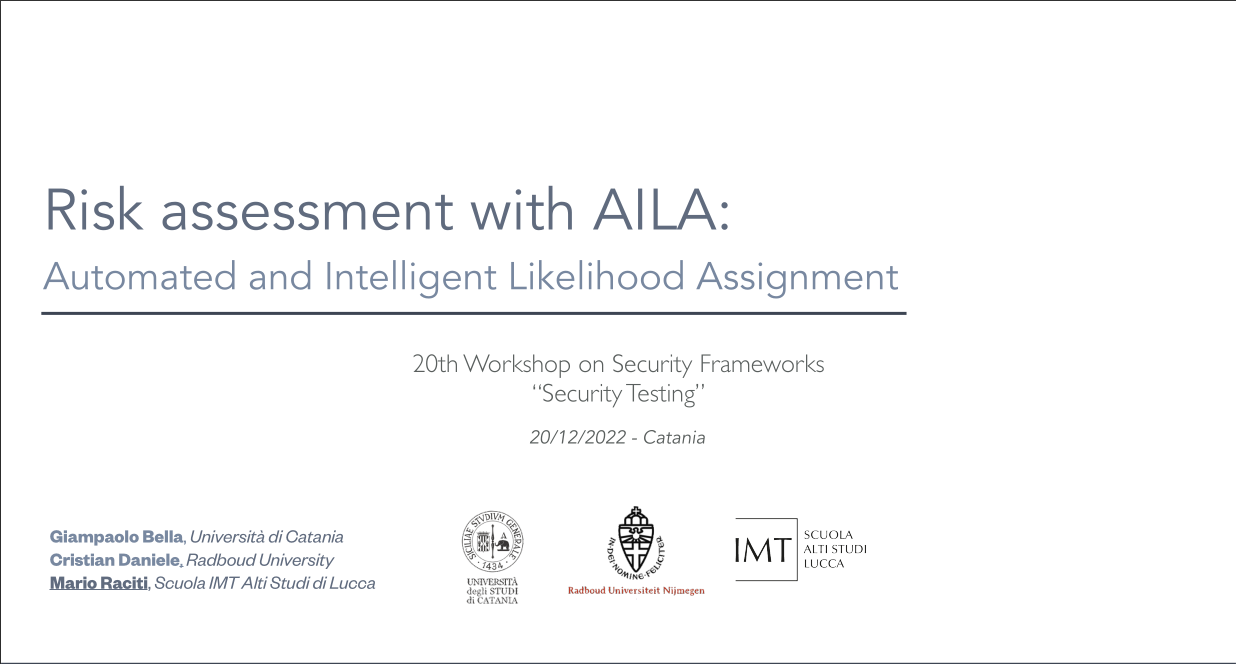 Risk assessment with AILA:
Automated and Intelligent Likelihood Assignment
20th Workshop on Security Frameworks
“Security Testing”
20/12/2022 - Catania
Giampaolo Bella, Università di Catania
Cristian Daniele, Radboud University
Mario Raciti, Scuola IMT Alti Studi di Lucca
SICILIAE STVDIVM GENERALE
1434
UNIVERSITÀ
degli STUDI
di CATANIA
IN·DEI·NOMINE·FELICITER
Radboud Universiteit Nijmegen
IMT
SCUOLA
ALTI STUDI
LUCCA